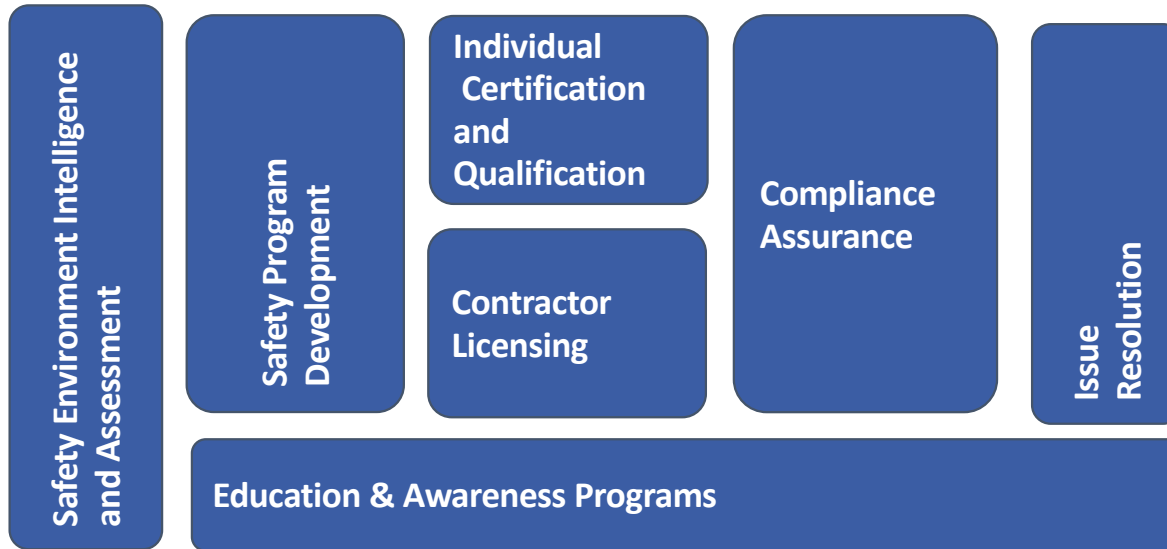 Safety Environment Intelligence
and Assessment
Safety Program
Development
Individual
Certification
and
Qualification
Contractor
Licensing
Compliance
Assurance
Issue
Resolution
Education & Awareness Programs